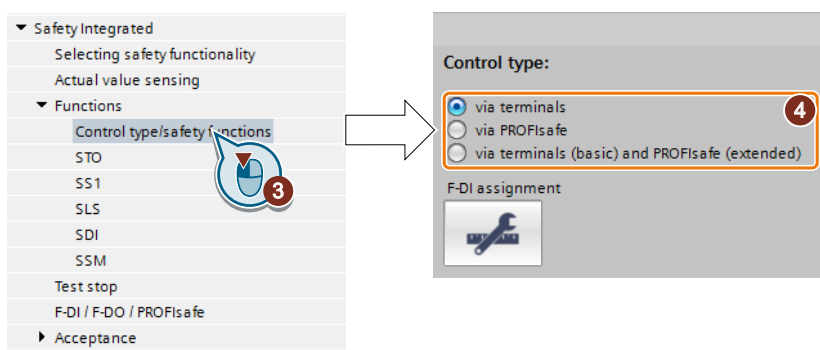 Safety Integrated
Selecting safety functionality
Actual value sensing
Functions
Control type/safety functions
STO
SS1
SLS
SDI
SSM
Test stop
F-DI / F-DO / PROFIsafe
Acceptance
3
Control type:
via terminals
via PROFIsafe
via terminals (basic) and PROFIsafe (extended)
4
F-DI assignment